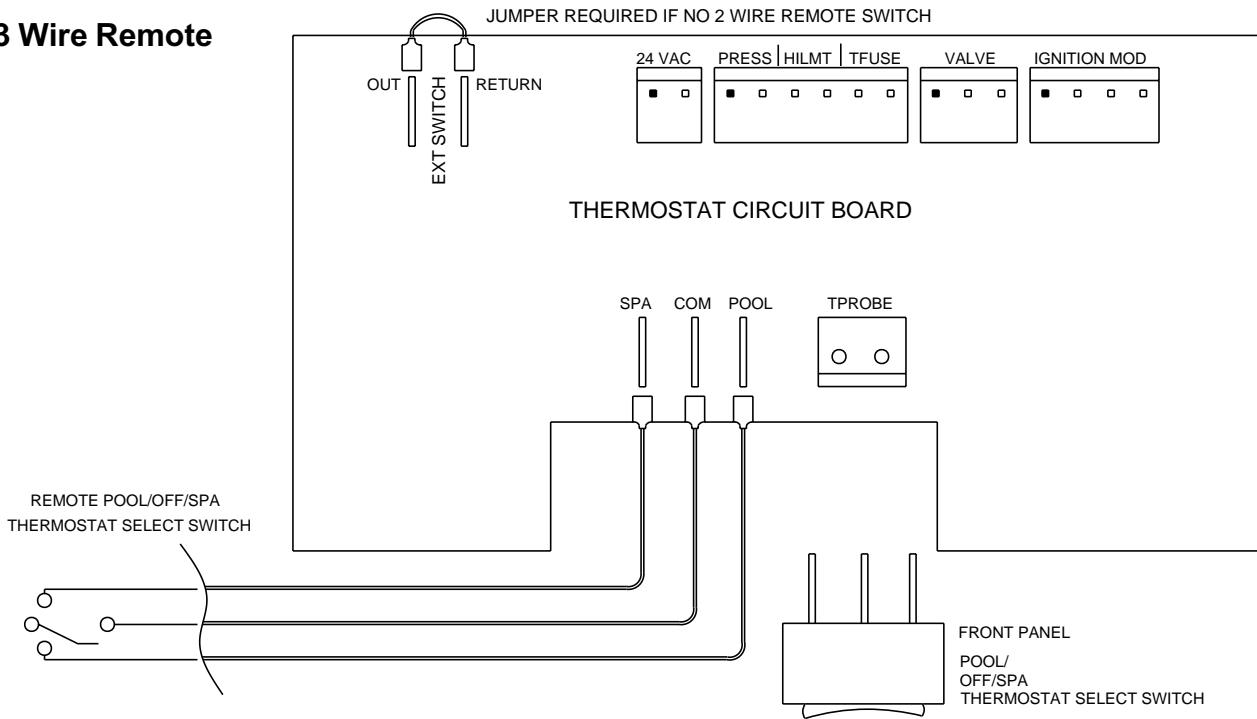 3 Wire Remote
JUMPER REQUIRED IF NO 2 WIRE REMOTE SWITCH
24 VAC PRESS HILMT TFUSE VALVE IGNITION MOD
OUT RETURN
EXT SWITCH
THERMOSTAT CIRCUIT BOARD
SPA COM POOL TPROBE
REMOTE POOL/OFF/SPA
THERMOSTAT SELECT SWITCH
FRONT PANEL
POOL/
OFF/SPA
THERMOSTAT SELECT SWITCH